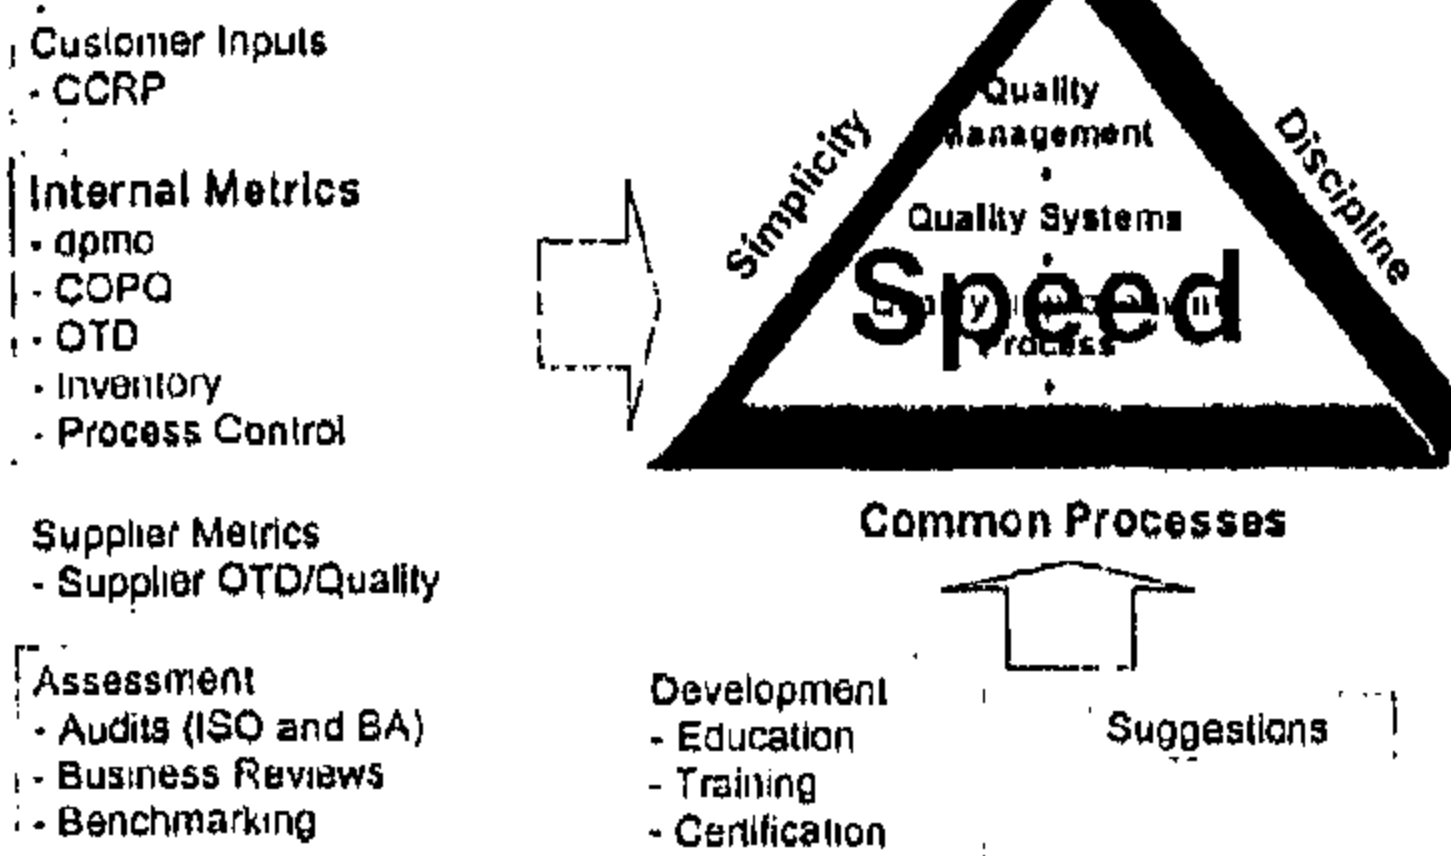 Customer Inputs
- CCRP
Internal Metrics
- dpmo
- COPQ
- OTD
- Inventory
- Process Control
Supplier Metrics
- Supplier OTD/Quality
Assessment
- Audits (ISO and BA)
- Business Reviews
- Benchmarking
Simplicity
Discipline
Quality
Management
Quality Systems
Speed
Process
Common Processes
Development
- Education
- Training
- Certification
Suggestions